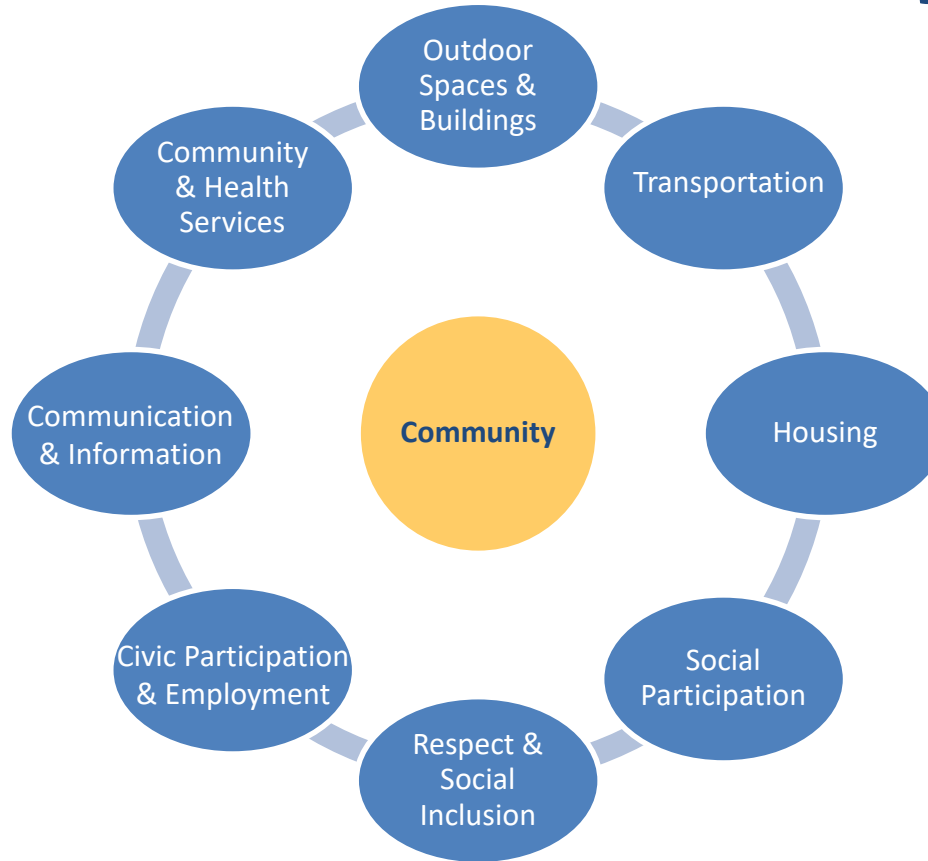 Outdoor
Spaces &
Buildings
Transportation
Housing
Social
Participation
Respect &
Social
Inclusion
Civic Participation
& Employment
Communication
& Information
Community
& Health
Services
Community